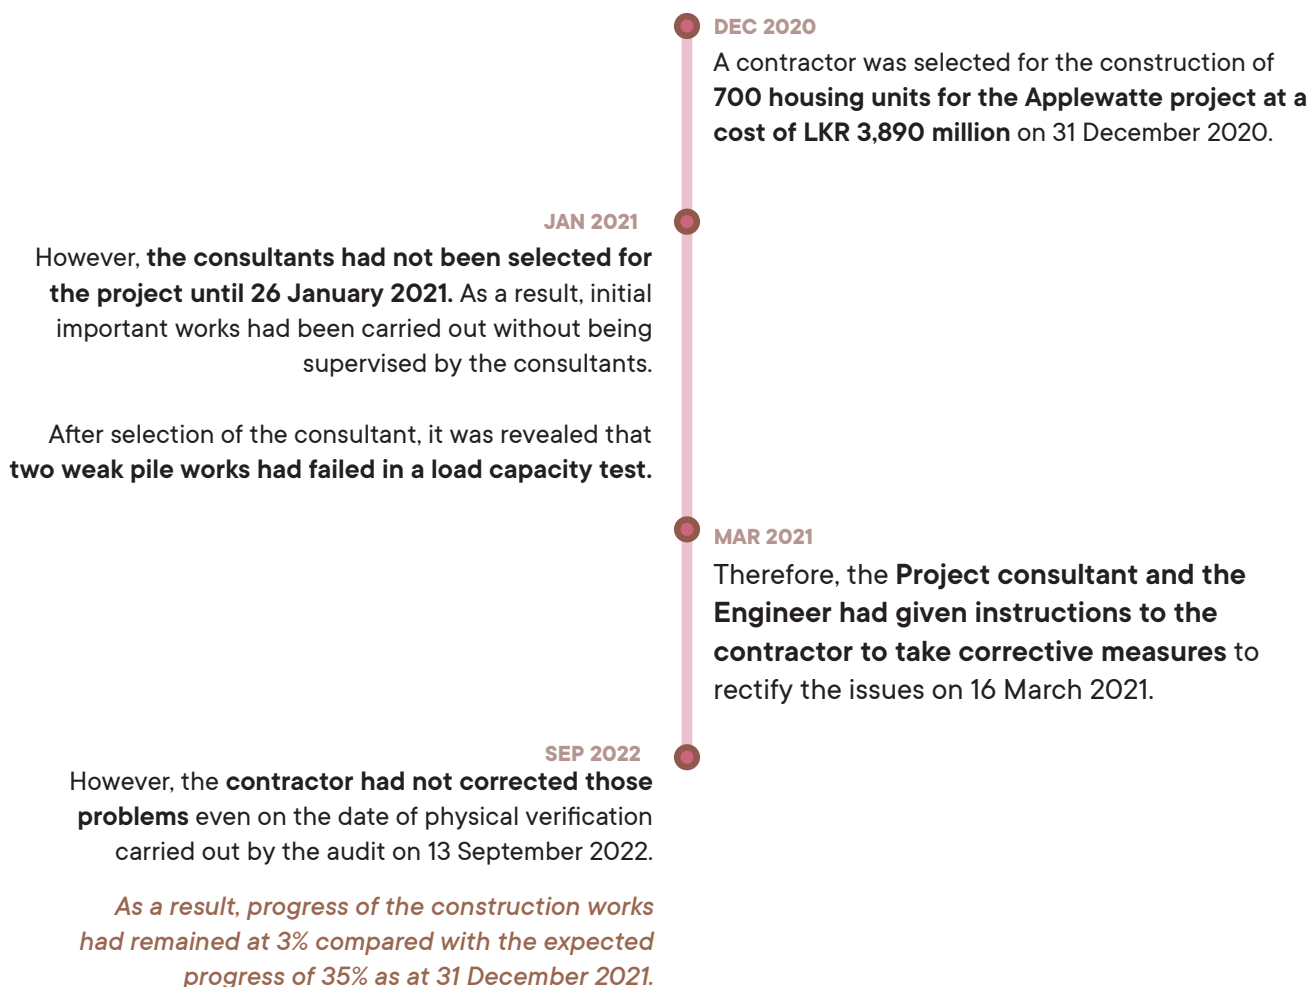 DEC 2020
A contractor was selected for the construction of
700 housing units for the Applewatte project at a
cost of LKR 3,890 million on 31 December 2020.
JAN 2021
However, the consultants had not been selected for
the project until 26 January 2021. As a result, initial
important works had been carried out without being
supervised by the consultants.
After selection of the consultant, it was revealed that
two weak pile works had failed in a load capacity test.
MAR 2021
Therefore, the Project consultant and the
Engineer had given instructions to the
contractor to take corrective measures to
rectify the issues on 16 March 2021.
SEP 2022
However, the contractor had not corrected those
problems even on the date of physical verification
carried out by the audit on 13 September 2022.
As a result, progress of the construction works
had remained at 3% compared with the expected
progress of 35% as at 31 December 2021.